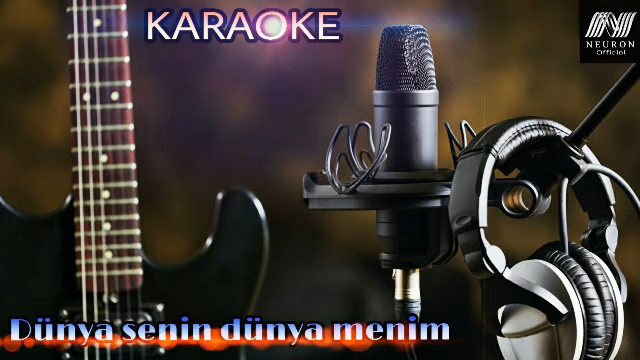 KARAOKE
NEURON
Official
Dünya senin dünya menim